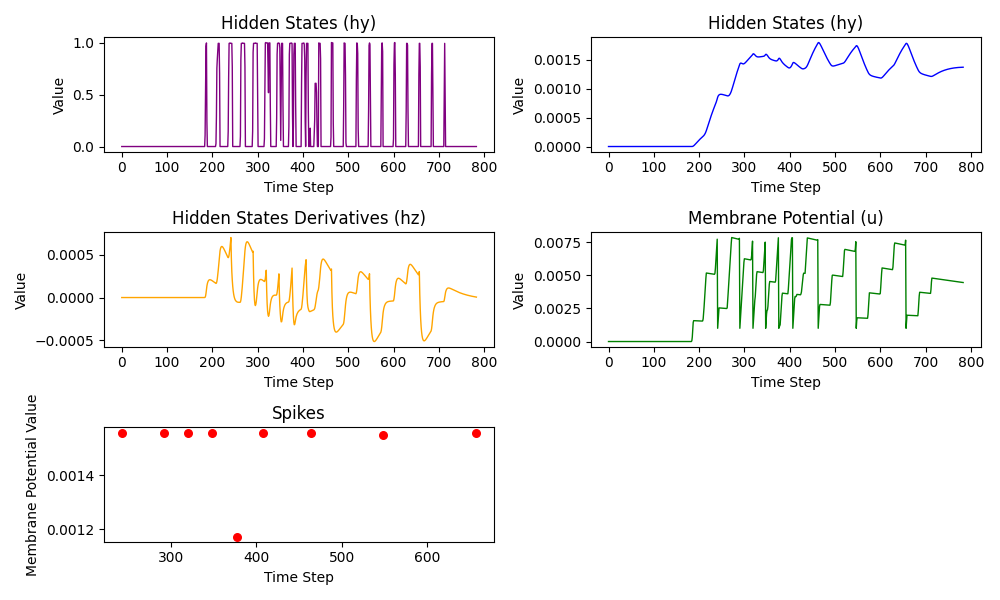 Hidden States (hy)
Value
1.0
0.5
0.0
0 100 200 300 400 500 600 700 800
Time Step
Hidden States (hy)
Value
0.0015
0.0010
0.0005
0.0000
0 100 200 300 400 500 600 700 800
Time Step
Hidden States Derivatives (hz)
Value
0.0005
0.0000
−0.0005
0 100 200 300 400 500 600 700 800
Time Step
Membrane Potential (u)
Value
0.0075
0.0050
0.0025
0.0000
0 100 200 300 400 500 600 700 800
Time Step
Spikes
Membrane Potential Value
0.0014
0.0012
300 400 500 600
Time Step